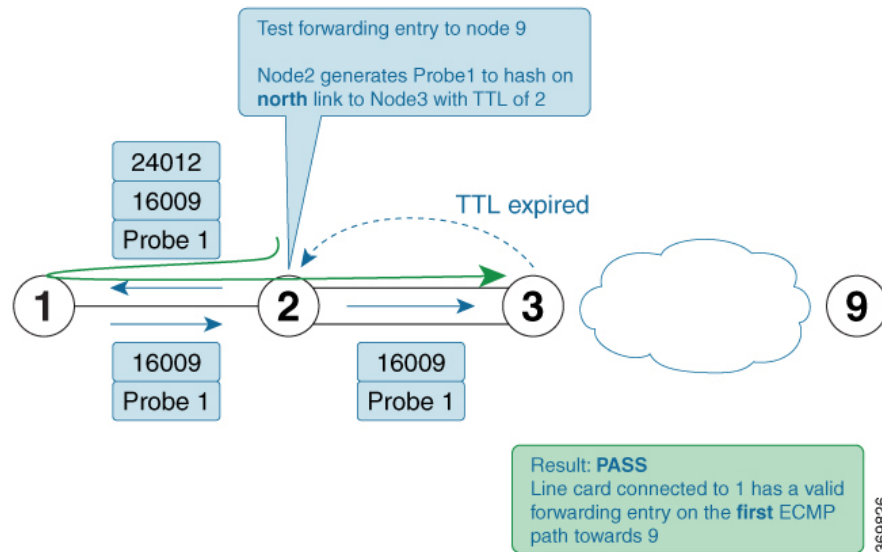 Test forwarding entry to node 9
Node2 generates Probe1 to hash on
north link to Node3 with TTL of 2
24012
16009
Probe 1
TTL expired
1
2
3
9
16009
Probe 1
16009
Probe 1
Result: PASS
Line card connected to 1 has a valid
forwarding entry on the first ECMP
path towards 9
369826